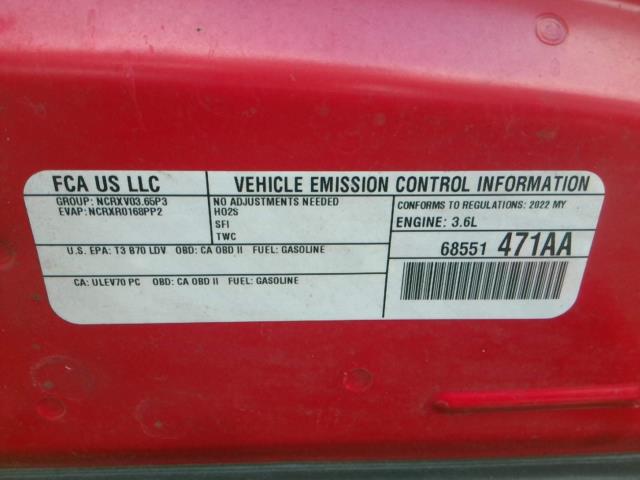 FCA US LLC
VEHICLE EMISSION CONTROL INFORMATION
GROUP: NCRXV03.65P3
EVAP: NCRXR0168PP2
NO ADJUSTMENTS NEEDED
HO2S
SFI
TWC
CONFORMS TO REGULATIONS: 2022 MY
ENGINE: 3.6L
U.S. EPA: T3 B70 LDV OBD: CA OBD II FUEL: GASOLINE
68551 471AA
CA: ULEV70 PC OBD: CA OBD II FUEL: GASOLINE